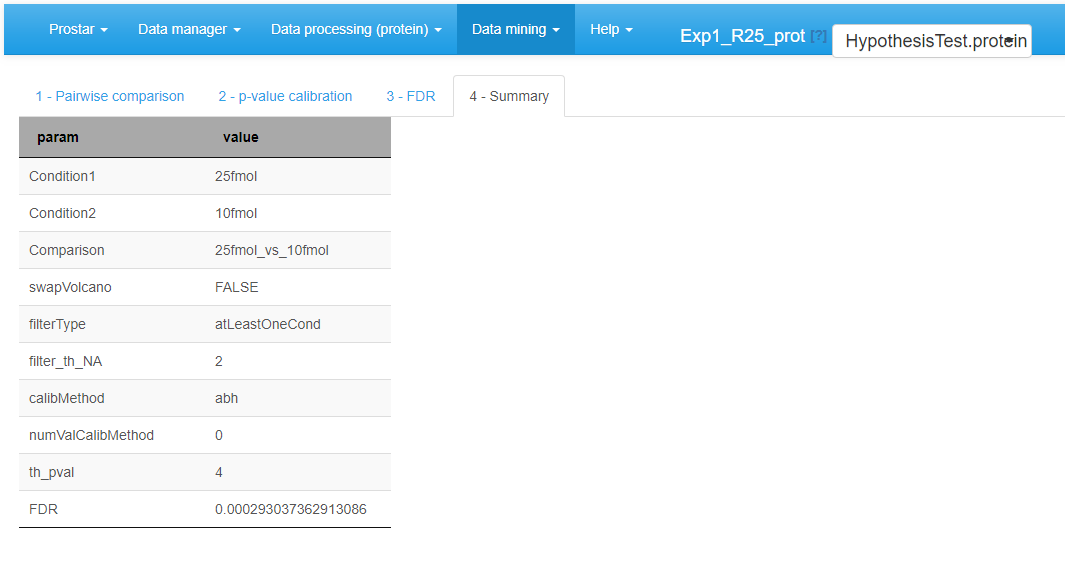 Prostar Data manager Data processing (protein) Data mining Help Exp1_R25_prot [?] HypothesisTest.protein
1 - Pairwise comparison 2 - p-value calibration 3 - FDR 4 - Summary
param value
Condition1 25fmol
Condition2 10fmol
Comparison 25fmol_vs_10fmol
swapVolcano FALSE
filterType atLeastOneCond
filter_th_NA 2
calibMethod abh
numValCalibMethod 0
th_pval 4
FDR 0.000293037362913086